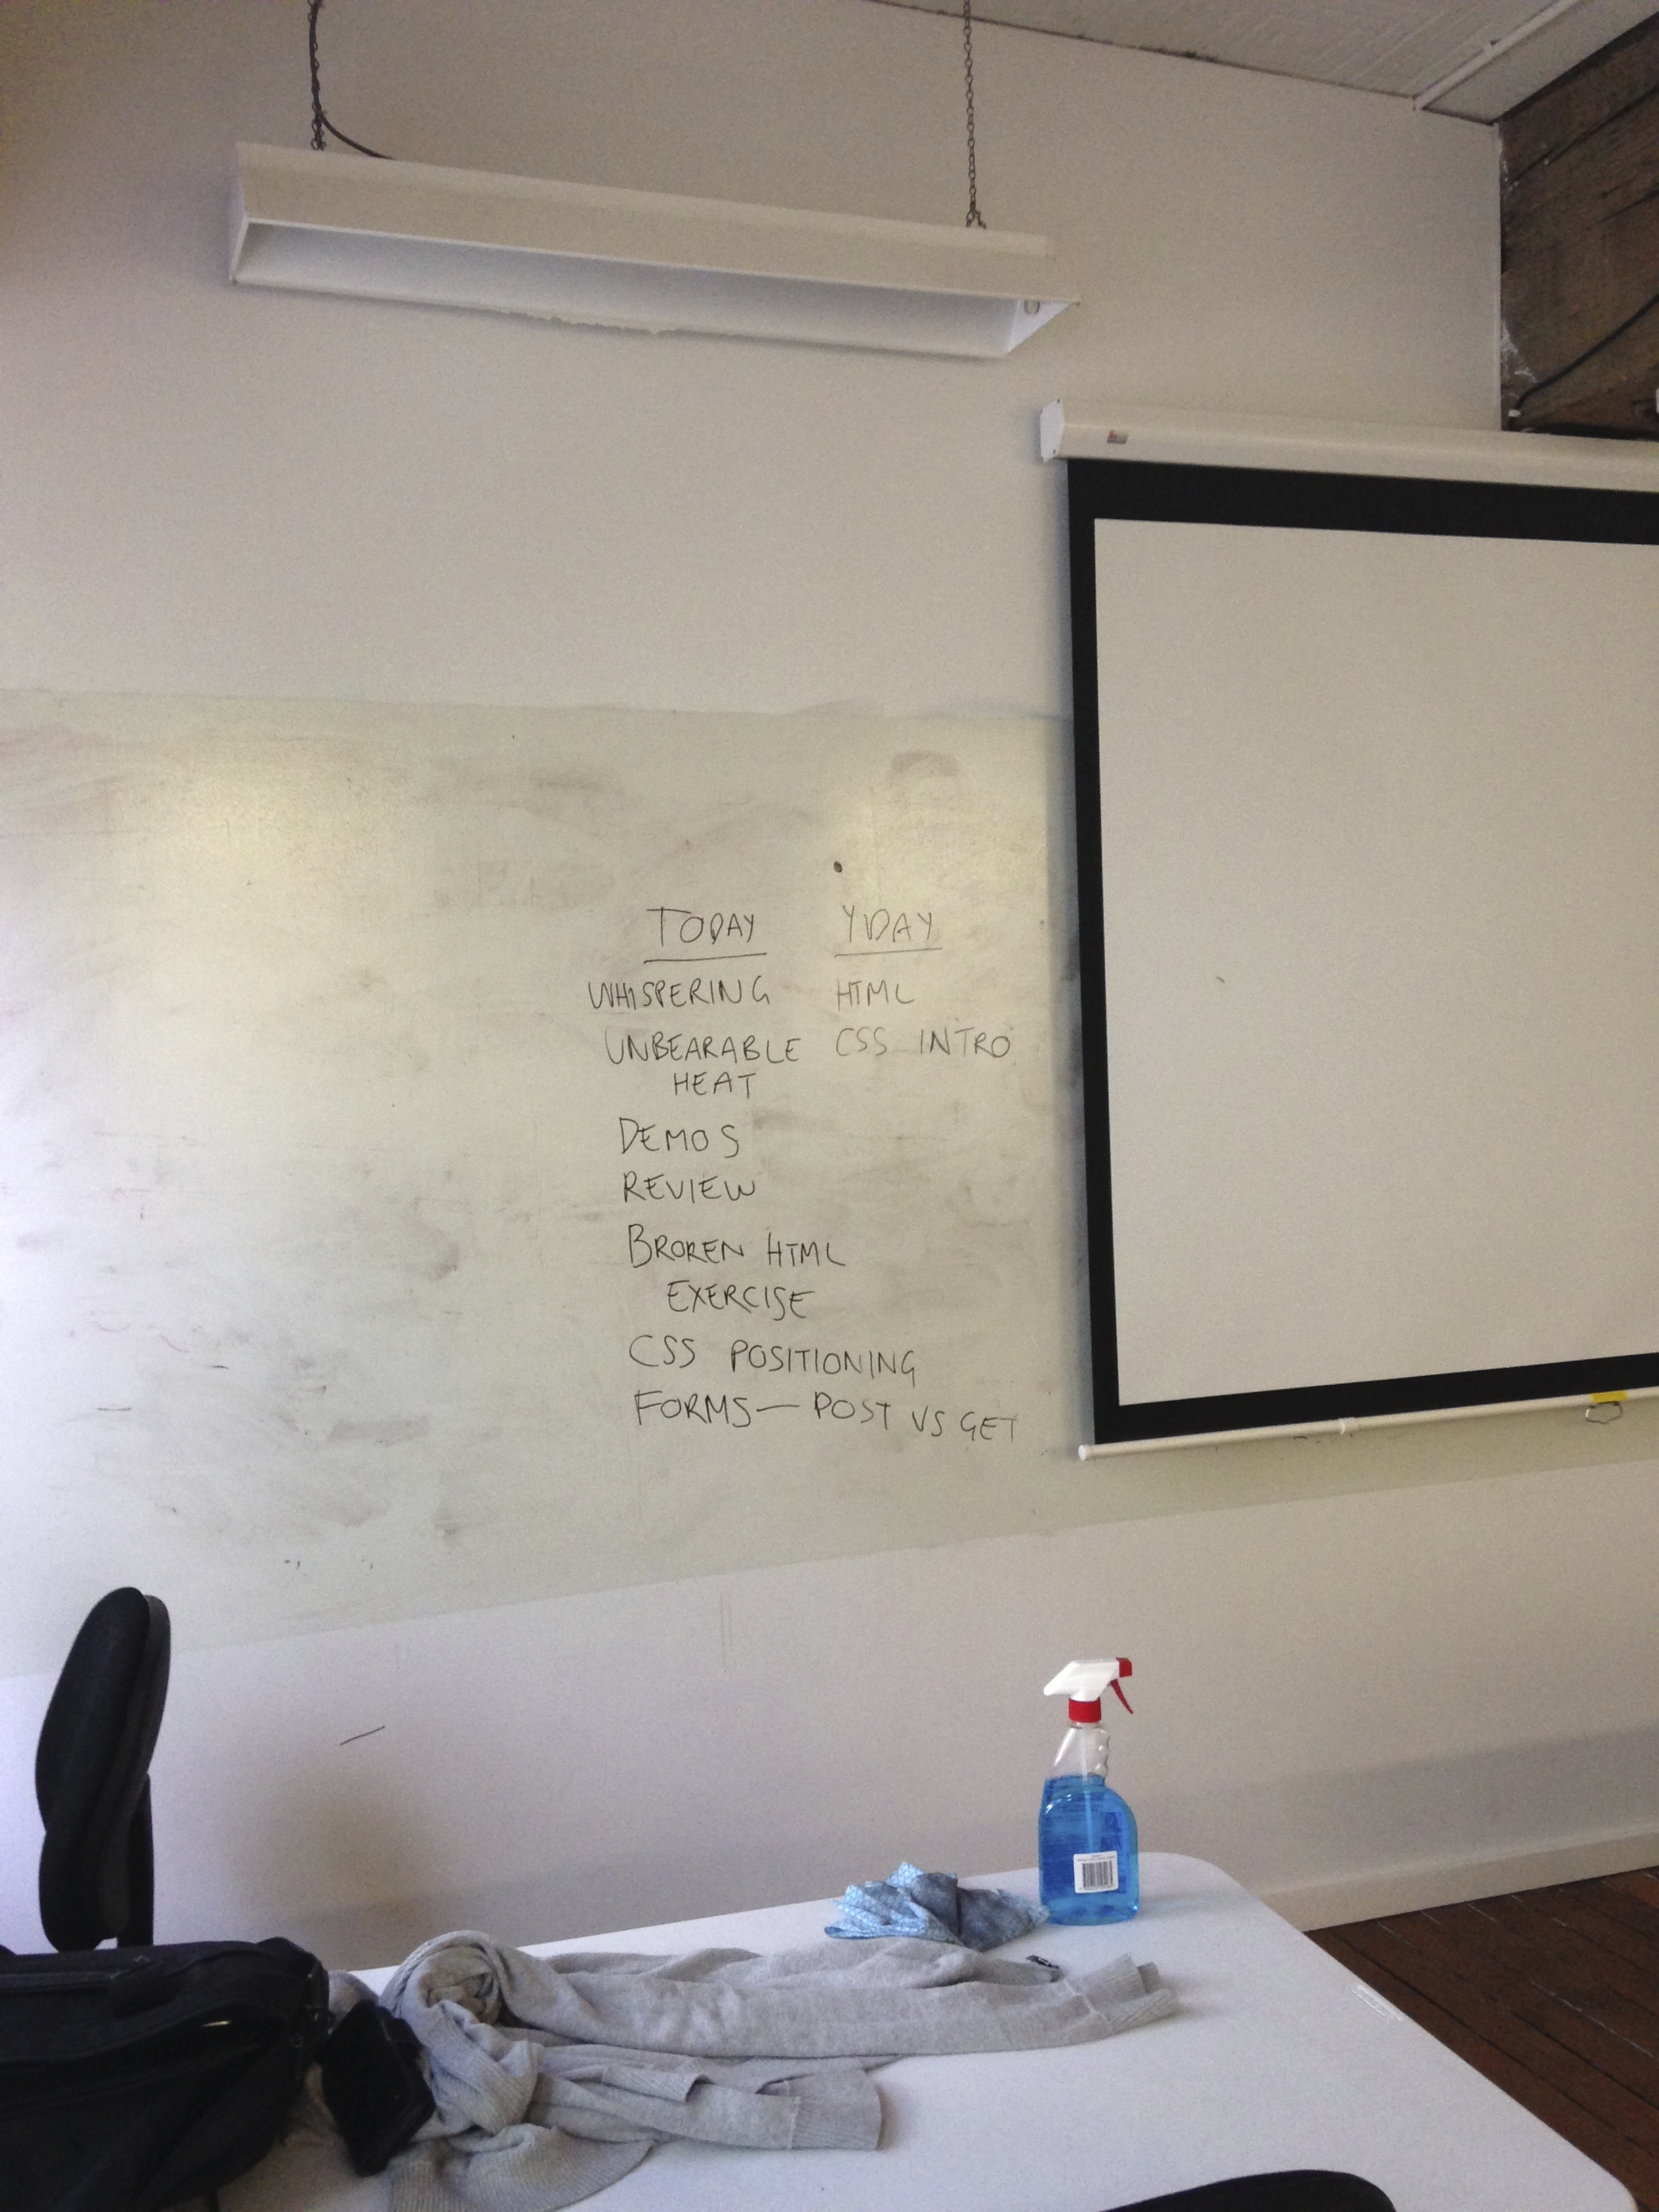 TODAY YDAY
WHISPERING HTML
UNBEARABLE CSS INTRO
HEAT
DEMOS
REVIEW
BROKEN HTML
EXERCISE
CSS POSITIONING
FORMS — POST VS GET